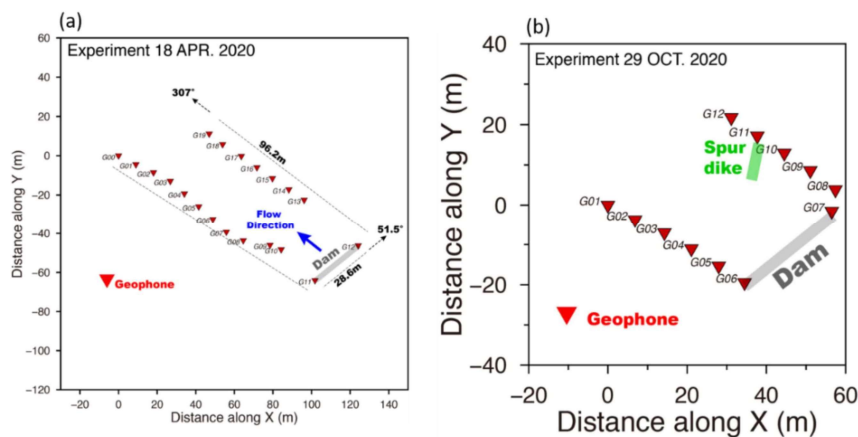 (a)
Experiment 18 APR. 2020
60
40
20
0
−20
−40
−60
−80
−100
−120
Distance along Y (m)
307°
96.2m
G19
G18
G17
G16
G15
G14
G13
G00
G01
G02
G03
G04
G05
G06
G07
G08
G09
G10
G11
G12
Flow
Direction
Dam
51.5°
28.6m
Geophone
−20 0 20 40 60 80 100 120 140
Distance along X (m)
(b)
Experiment 29 OCT. 2020
40
20
0
−20
−40
Distance along Y (m)
G12
G11
G10
G09
G08
G07
Spur
dike
G01
G02
G03
G04
G05
G06
Dam
Geophone
−20 0 20 40 60
Distance along X (m)